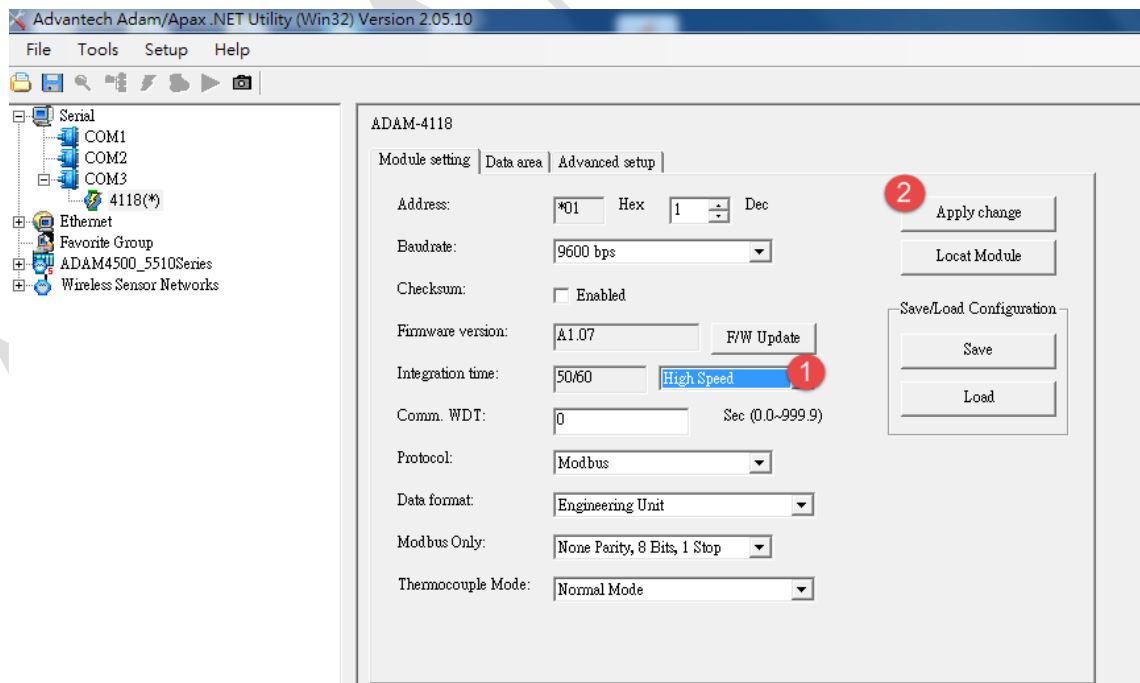 Advantech Adam/Apax .NET Utility (Win32) Version 2.05.10
File Tools Setup Help
Serial
COM1
COM2
COM3
4118(*)
Ethernet
Favorite Group
ADAM4500_5510Series
Wireless Sensor Networks
ADAM-4118
Module setting Data area Advanced setup
Address: *01 Hex 1 Dec
Baudrate: 9600 bps
Checksum: Enabled
Firmware version: A1.07 F/W Update
Integration time: 50/60 High Speed 1
Comm. WDT: 0 Sec (0.0~999.9)
Protocol: Modbus
Data format: Engineering Unit
Modbus Only: None Parity, 8 Bits, 1 Stop
Thermocouple Mode: Normal Mode
2 Apply change
Locat Module
Save/Load Configuration
Save
Load